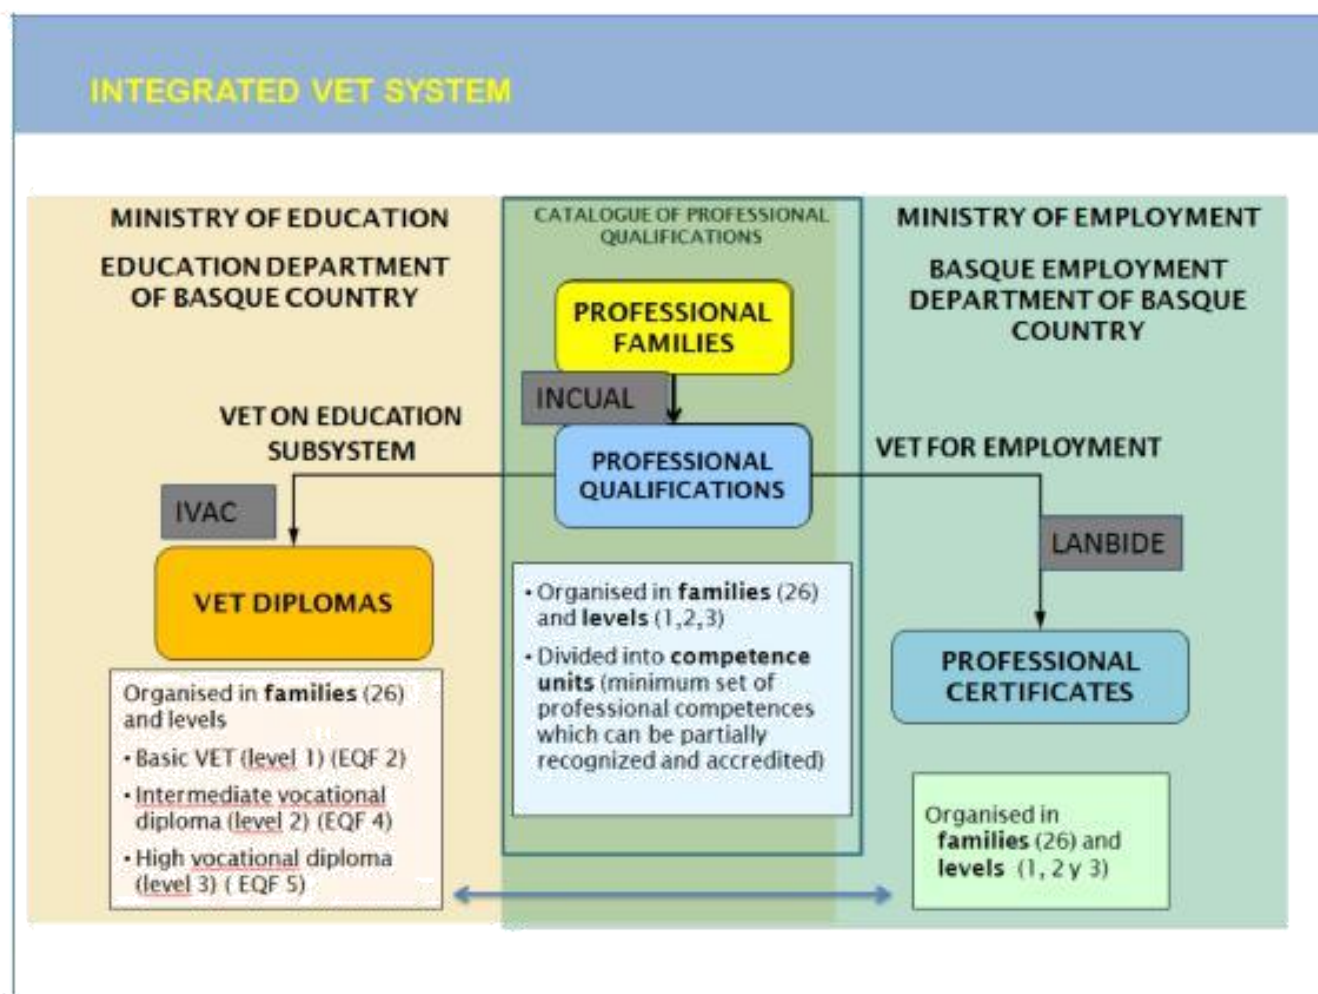 INTEGRATED VET SYSTEM
MINISTRY OF EDUCATION
EDUCATION DEPARTMENT
OF BASQUE COUNTRY
CATALOGUE OF PROFESSIONAL
QUALIFICATIONS
MINISTRY OF EMPLOYMENT
BASQUE EMPLOYMENT
DEPARTMENT OF BASQUE
COUNTRY
PROFESSIONAL
FAMILIES
INCUAL
VET ON EDUCATION
SUBSYSTEM
PROFESSIONAL
QUALIFICATIONS
VET FOR EMPLOYMENT
IVAC
LANBIDE
VET DIPLOMAS
Organised in families (26)
and levels
• Basic VET (level 1) (EQF 2)
• Intermediate vocational
diploma (level 2) (EQF 4)
• High vocational diploma
(level 3) ( EQF 5)
• Organised in families (26)
and levels (1,2,3)
• Divided into competence
units (minimum set of
professional competences
which can be partially
recognized and accredited)
PROFESSIONAL
CERTIFICATES
Organised in
families (26) and
levels (1, 2 y 3)